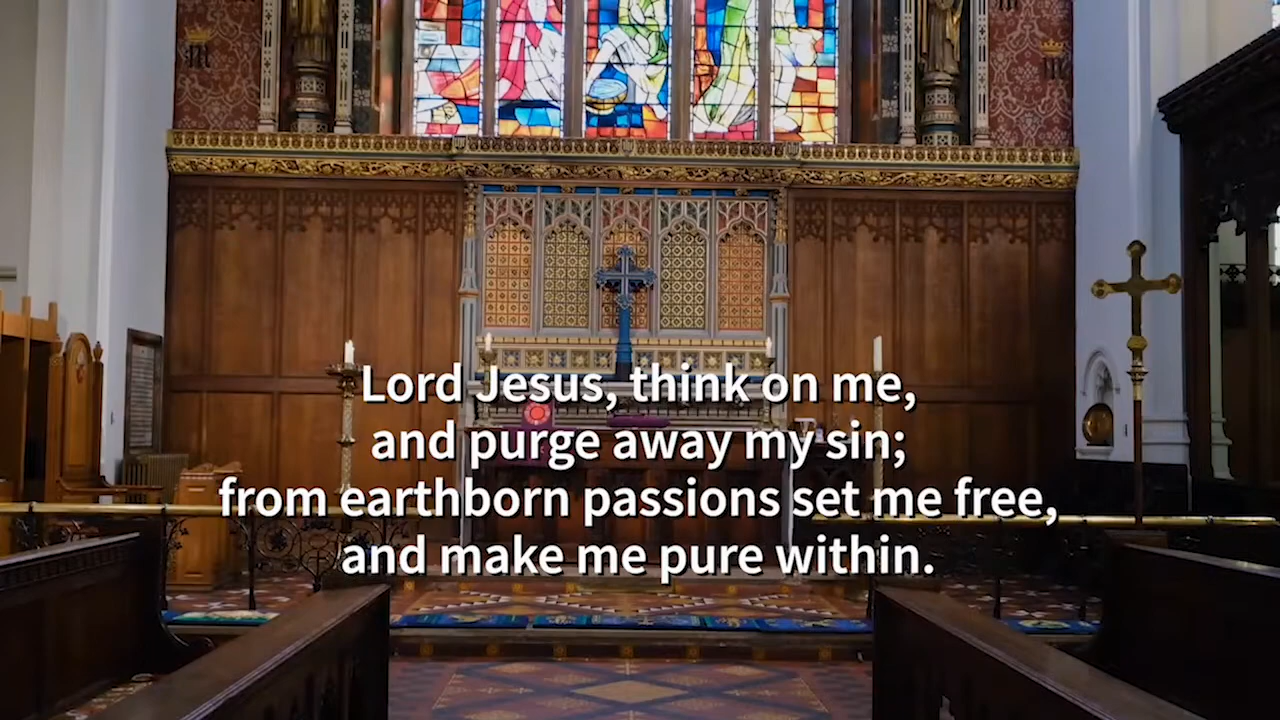 Lord Jesus, think on me,
and purge away my sin;
from earthborn passions set me free,
and make me pure within.